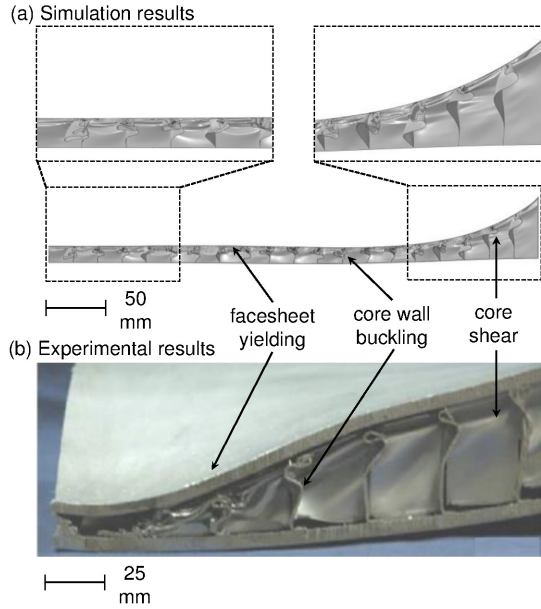 (a) Simulation results
50
mm
facesheet
yielding
core wall
buckling
core
shear
(b) Experimental results
25
mm